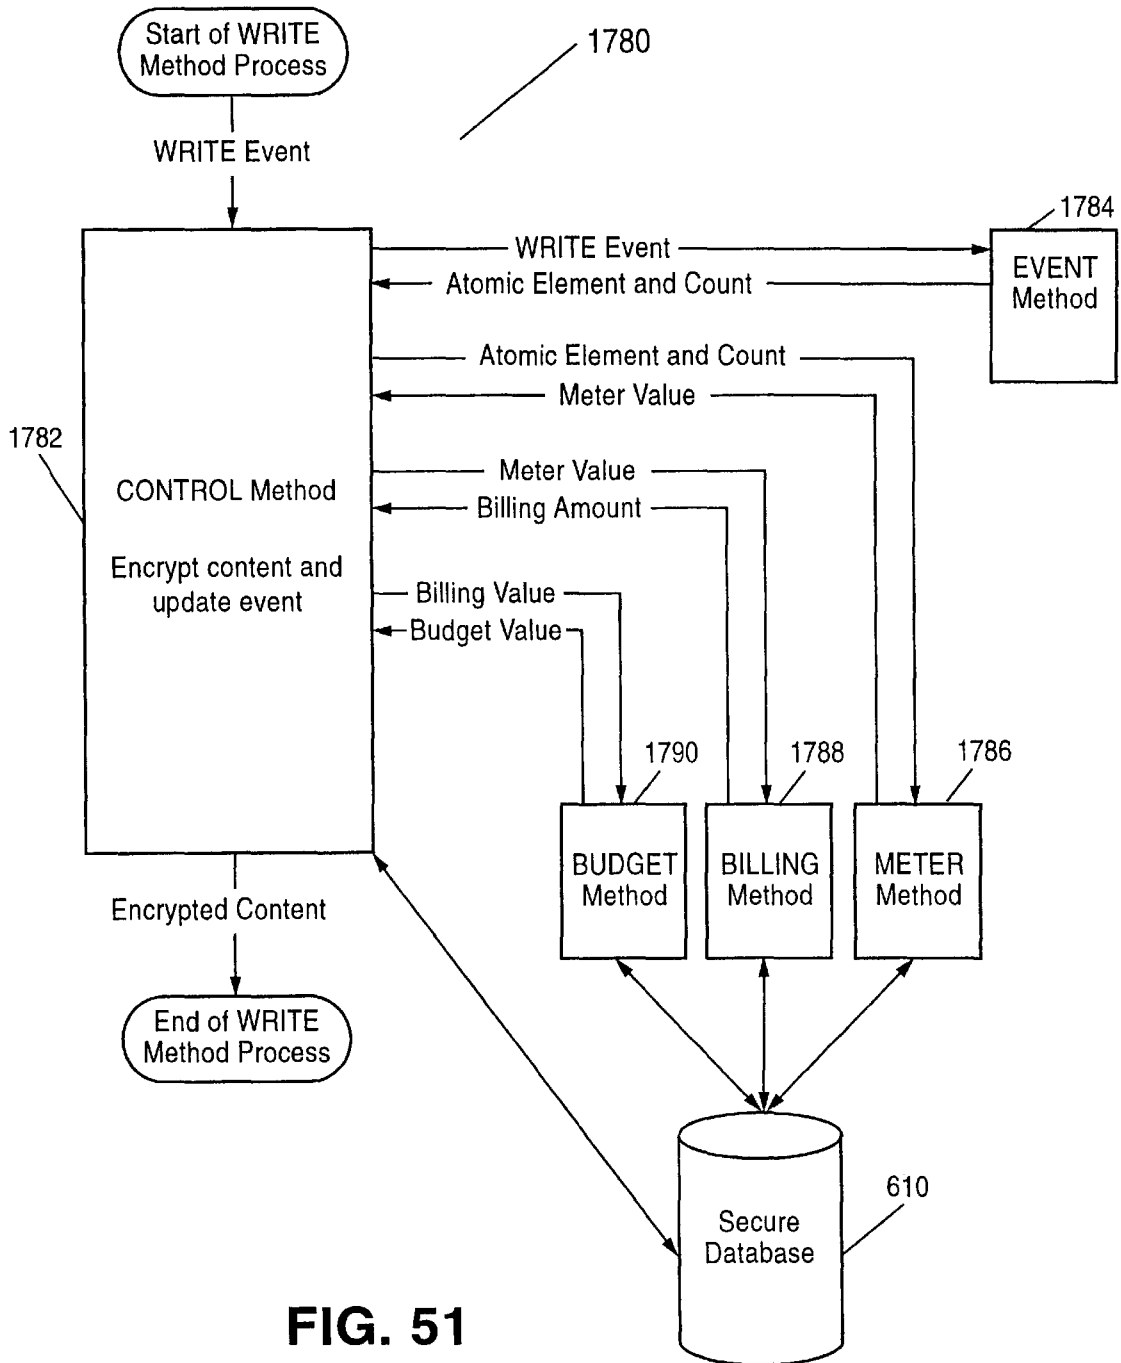 Start of WRITE
Method Process
1780
WRITE Event
1784
WRITE Event
EVENT
Method
Atomic Element and Count
Atomic Element and Count
Meter Value
1782
CONTROL Method
Encrypt content and
update event
Meter Value
Billing Amount
Billing Value
Budget Value
1790
1788
1786
BUDGET
Method
BILLING
Method
METER
Method
Encrypted Content
End of WRITE
Method Process
610
Secure
Database
FIG. 51